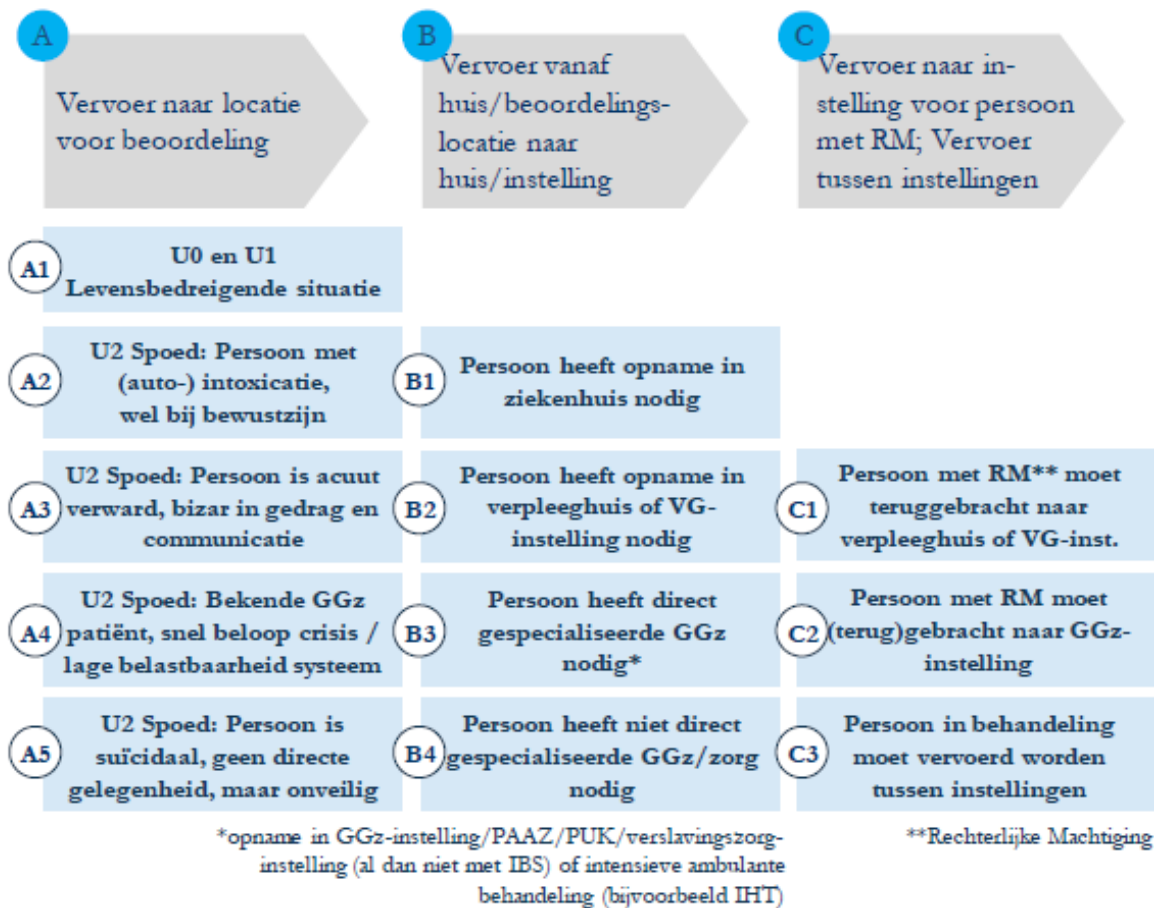 A
Vervoer naar locatie
voor beoordeling
B
Vervoer vanaf
huis/beoordelings-
locatie naar
huis/instelling
C
Vervoer naar in-
stelling voor persoon
met RM; Vervoer
tussen instellingen
A1
U0 en U1
Levensbedreigende situatie
A2
U2 Spoed: Persoon met
(auto-) intoxicatie,
wel bij bewustzijn
B1
Persoon heeft opname in
ziekenhuis nodig
A3
U2 Spoed: Persoon is acuut
verward, bizar in gedrag en
communicatie
B2
Persoon heeft opname in
verpleeghuis of VG-
instelling nodig
C1
Persoon met RM** moet
teruggebracht naar
verpleeghuis of VG-inst.
A4
U2 Spoed: Bekende GGz
patiënt, snel beloop crisis /
lage belastbaarheid systeem
B3
Persoon heeft direct
gespecialiseerde GGz
nodig*
C2
Persoon met RM moet
(terug)gebracht naar GGz-
instelling
A5
U2 Spoed: Persoon is
suïcidaal, geen directe
gelegenheid, maar onveilig
B4
Persoon heeft niet direct
gespecialiseerde GGz/zorg
nodig
C3
Persoon in behandeling
moet vervoerd worden
tussen instellingen
*opname in GGz-instelling/PAAZ/PUK/verslavingszorg-
instelling (al dan niet met IBS) of intensieve ambulante
behandeling (bijvoorbeeld IHT)
**Rechterlijke Machtiging